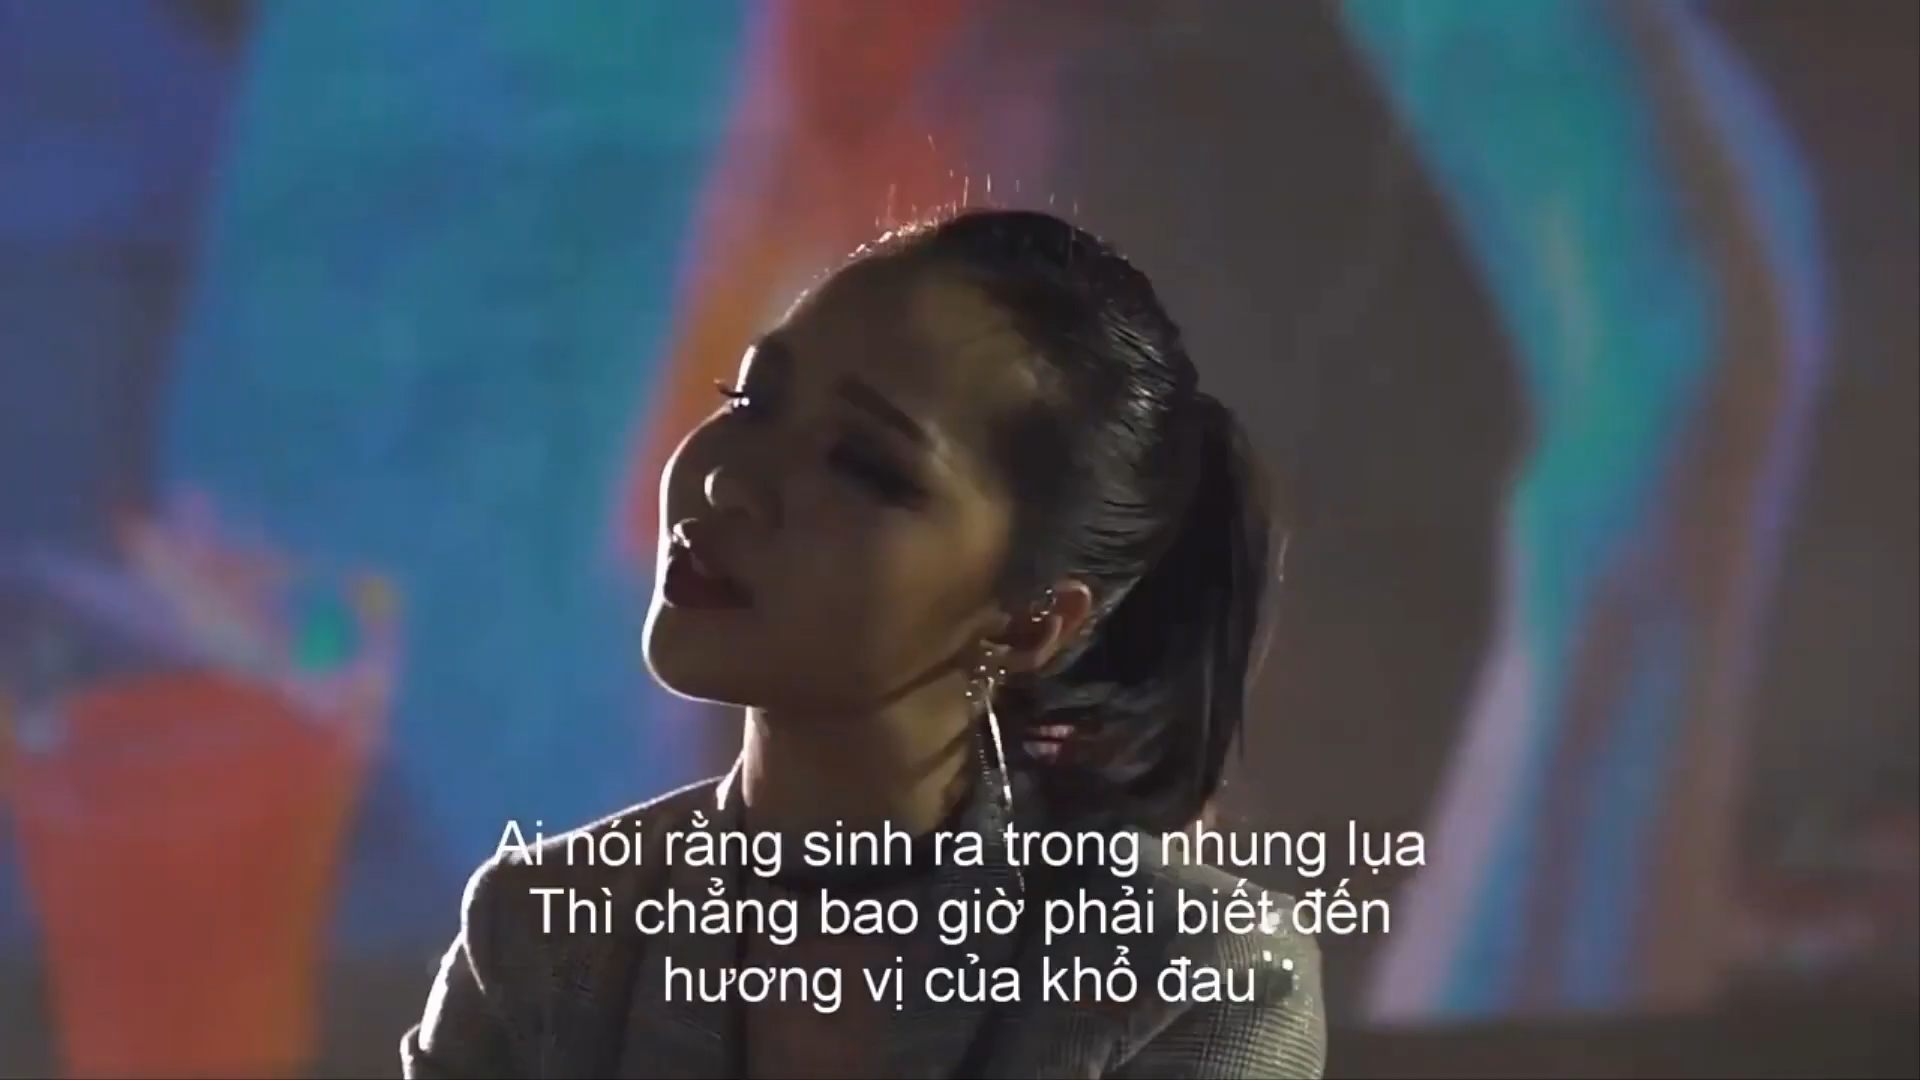 Ai nói rằng sinh ra trong nhung lụa
Thì chẳng bao giờ phải biết đến
hương vị của khổ đau